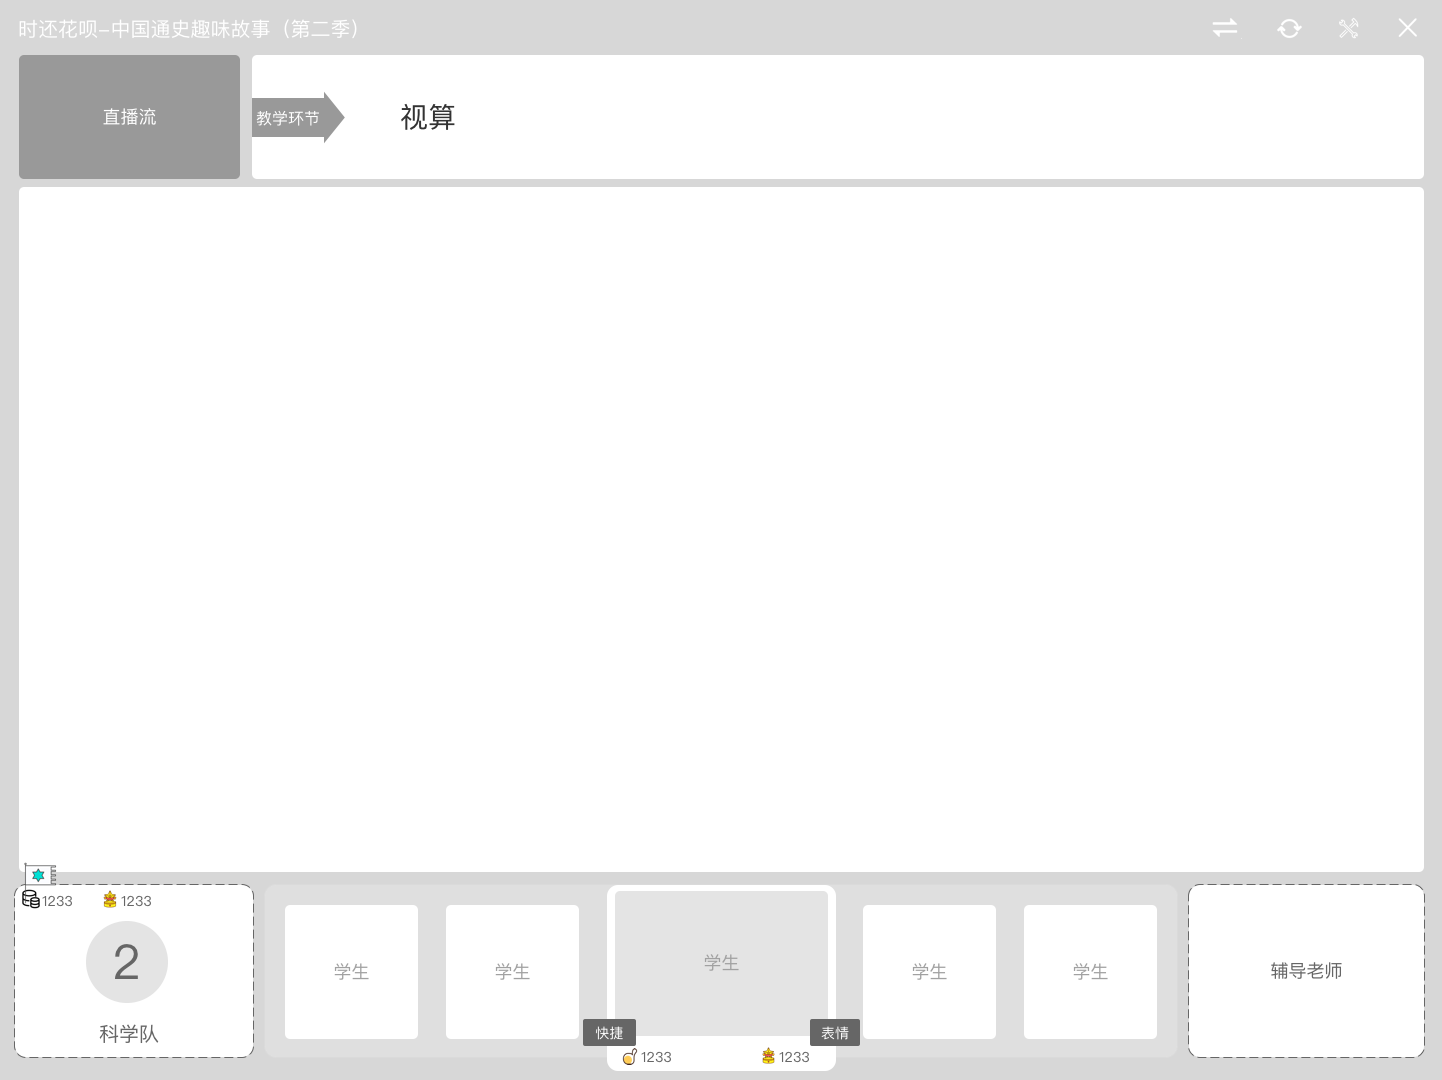 时还花呗-中国通史趣味故事（第二季）
直播流
教学环节
视算
1233
1233
2
科学队
学生
学生
学生
学生
学生
快捷
表情
1233
1233
辅导老师